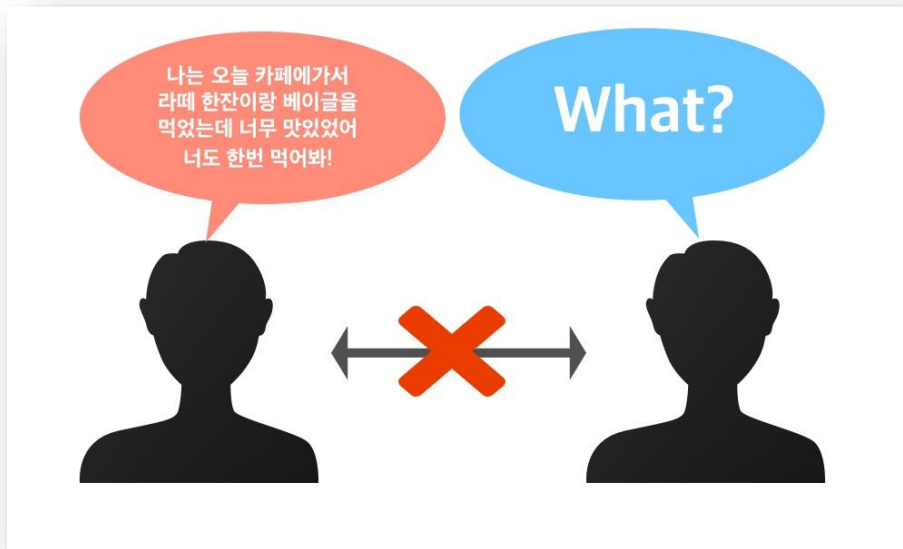 나는 오늘 카페에가서
라떼 한잔이랑 베이글을
먹었는데 너무 맛있었어
너도 한번 먹어봐!
What?